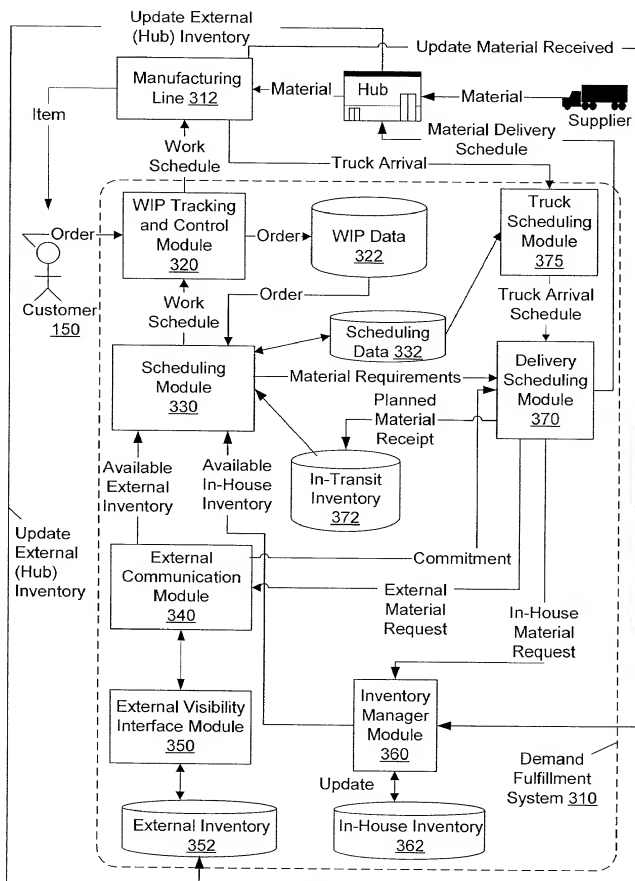 Update External
(Hub) Inventory
Update Material Received
Manufacturing
Line 312
Material
Hub
Material
Supplier
Item
Material Delivery
Schedule
Work
Schedule
Truck Arrival
WIP Tracking
and Control
Module
320
Order
Order
WIP Data
322
Truck
Scheduling
Module
375
Customer
150
Work
Schedule
Order
Truck Arrival
Schedule
Scheduling
Data 332
Scheduling
Module
330
Material Requirements
Delivery
Scheduling
Module
370
Planned
Material
Receipt
Available
External
Inventory
Available
In-House
Inventory
In-Transit
Inventory
372
Update
External
(Hub)
Inventory
External
Communication
Module
340
Commitment
External
Material
Request
In-House
Material
Request
External Visibility
Interface Module
350
Inventory
Manager
Module
360
Update
Demand
Fulfillment
System 310
External Inventory
352
In-House Inventory
362